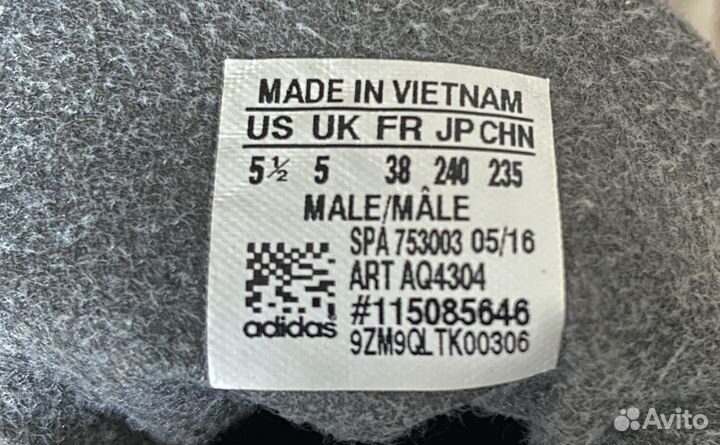 MADE IN VIETNAM
US UK FR JP CHN
5½ 5 38 240 235
MALE/MÂLE
SPA 753003 05/16
ART AQ4304
#115085646
adidas
9ZM9QLTK00306
Avito